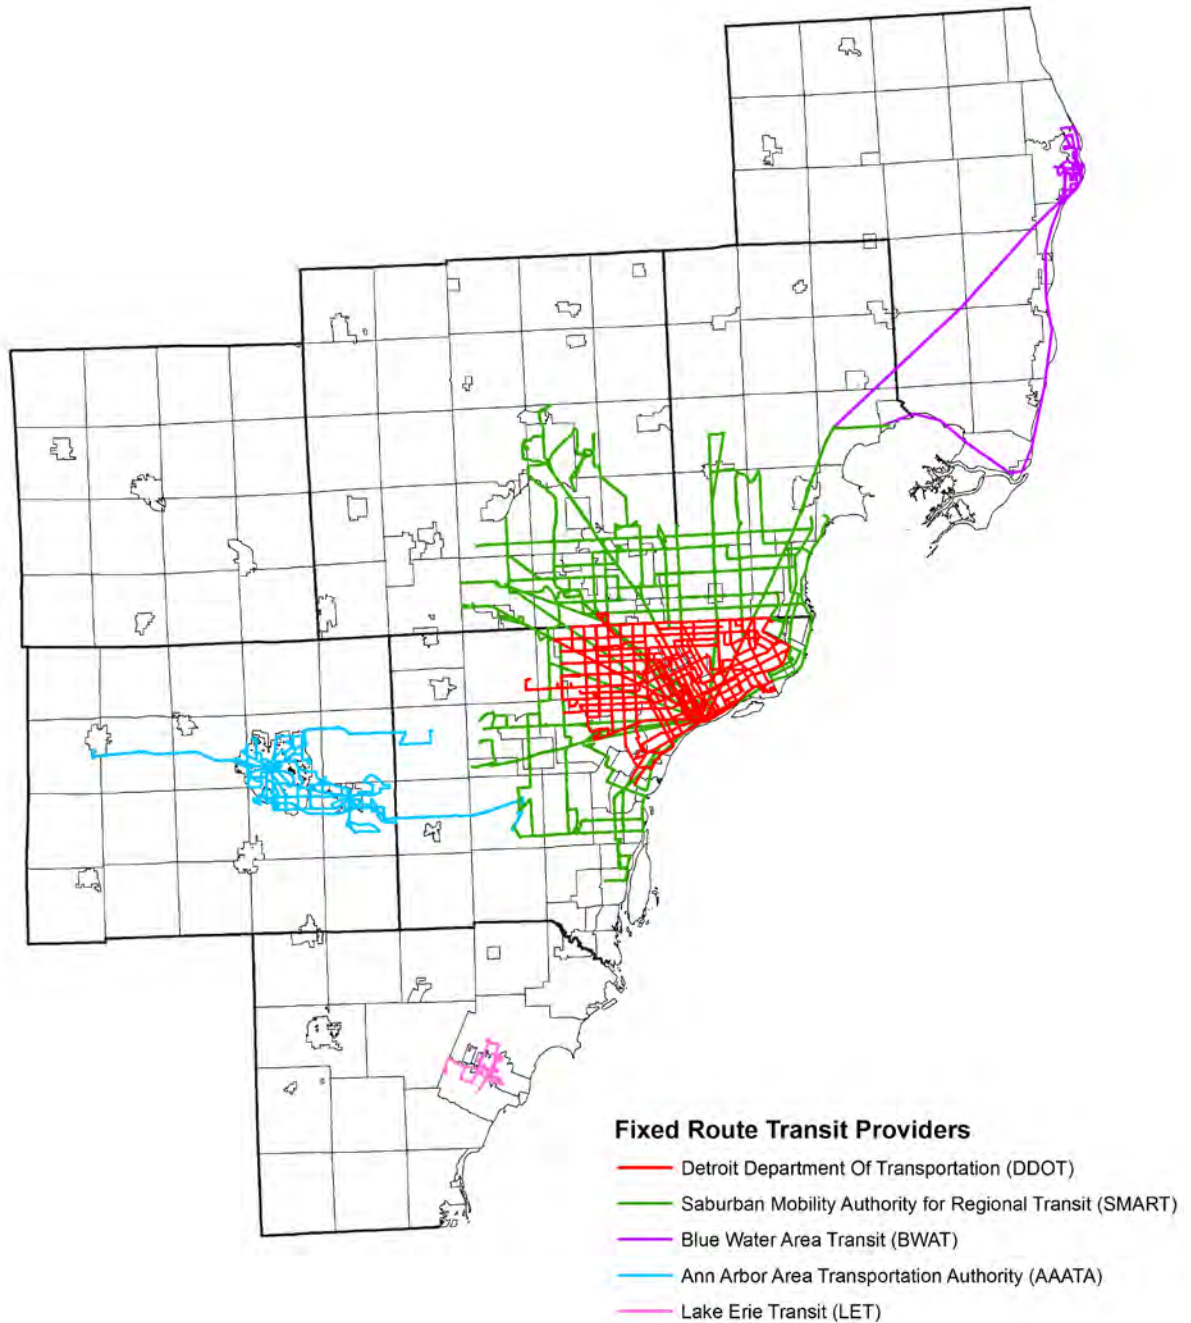 Fixed Route Transit Providers
Detroit Department Of Transportation (DDOT)
Saburban Mobility Authority for Regional Transit (SMART)
Blue Water Area Transit (BWAT)
Ann Arbor Area Transportation Authority (AAATA)
Lake Erie Transit (LET)